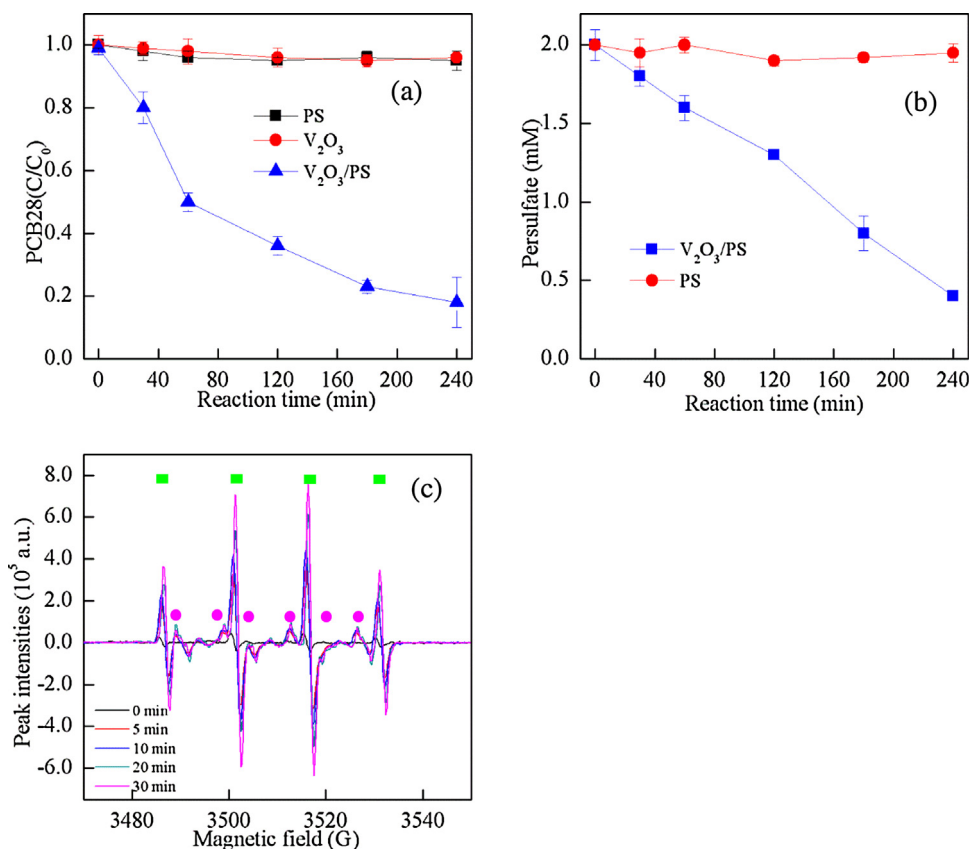 1.0
0.8
0.6
0.4
0.2
0.0
PCB28(C/C₀)
(a)
PS
V₂O₃
V₂O₃/PS
0 40 80 120 160 200 240
Reaction time (min)
2.0
1.5
1.0
0.5
0.0
Persulfate (mM)
(b)
V₂O₃/PS
PS
0 40 80 120 160 200 240
Reaction time (min)
8.0
6.0
4.0
2.0
0.0
-2.0
-4.0
-6.0
Peak intensities (10⁵ a.u.)
(c)
0 min
5 min
10 min
20 min
30 min
3480 3500 3520 3540
Magnetic field (G)